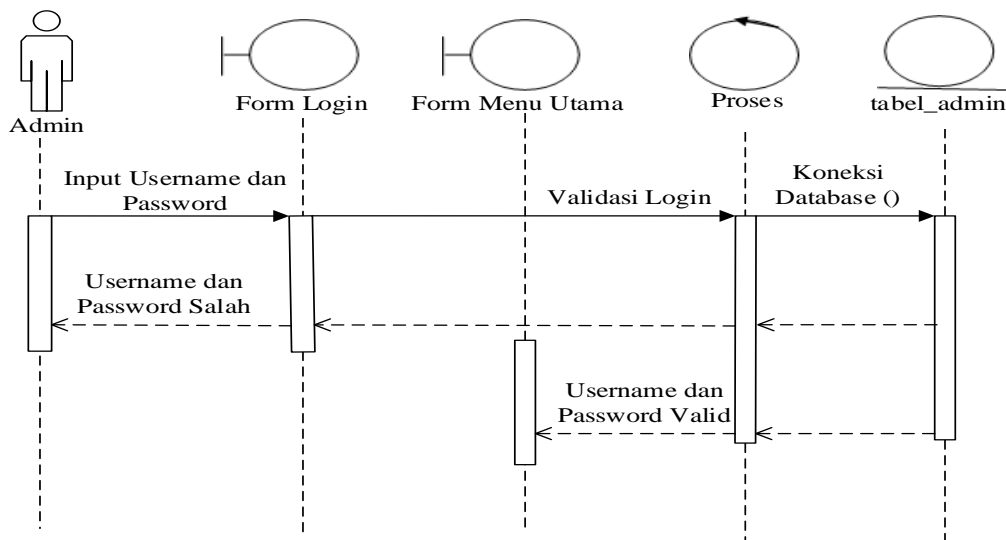 Admin
Form Login
Form Menu Utama
Proses
tabel_admin
Input Username dan
Password
Validasi Login
Koneksi
Database ()
Username dan
Password Salah
Username dan
Password Valid